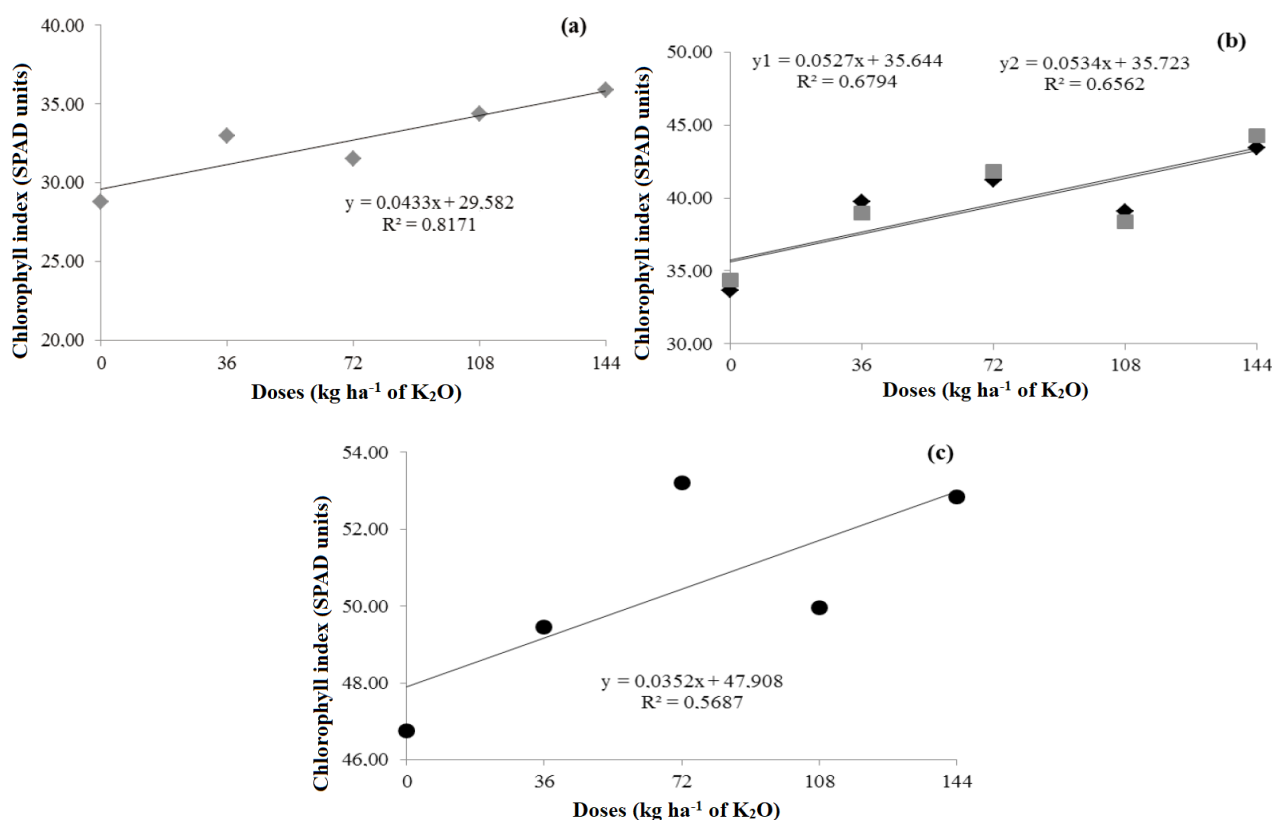 (a)
Chlorophyll index (SPAD units)
40.00
35.00
30.00
25.00
20.00
y = 0.0433x + 29.582
R² = 0.8171
0 36 72 108 144
Doses (kg ha⁻¹ of K₂O)
(b)
Chlorophyll index (SPAD units)
50.00
45.00
40.00
35.00
30.00
y1 = 0.0527x + 35.644
R² = 0.6794
y2 = 0.0534x + 35.723
R² = 0.6562
0 36 72 108 144
Doses (kg ha⁻¹ of K₂O)
(c)
Chlorophyll index (SPAD units)
54.00
52.00
50.00
48.00
46.00
y = 0.0352x + 47.908
R² = 0.5687
0 36 72 108 144
Doses (kg ha⁻¹ of K₂O)